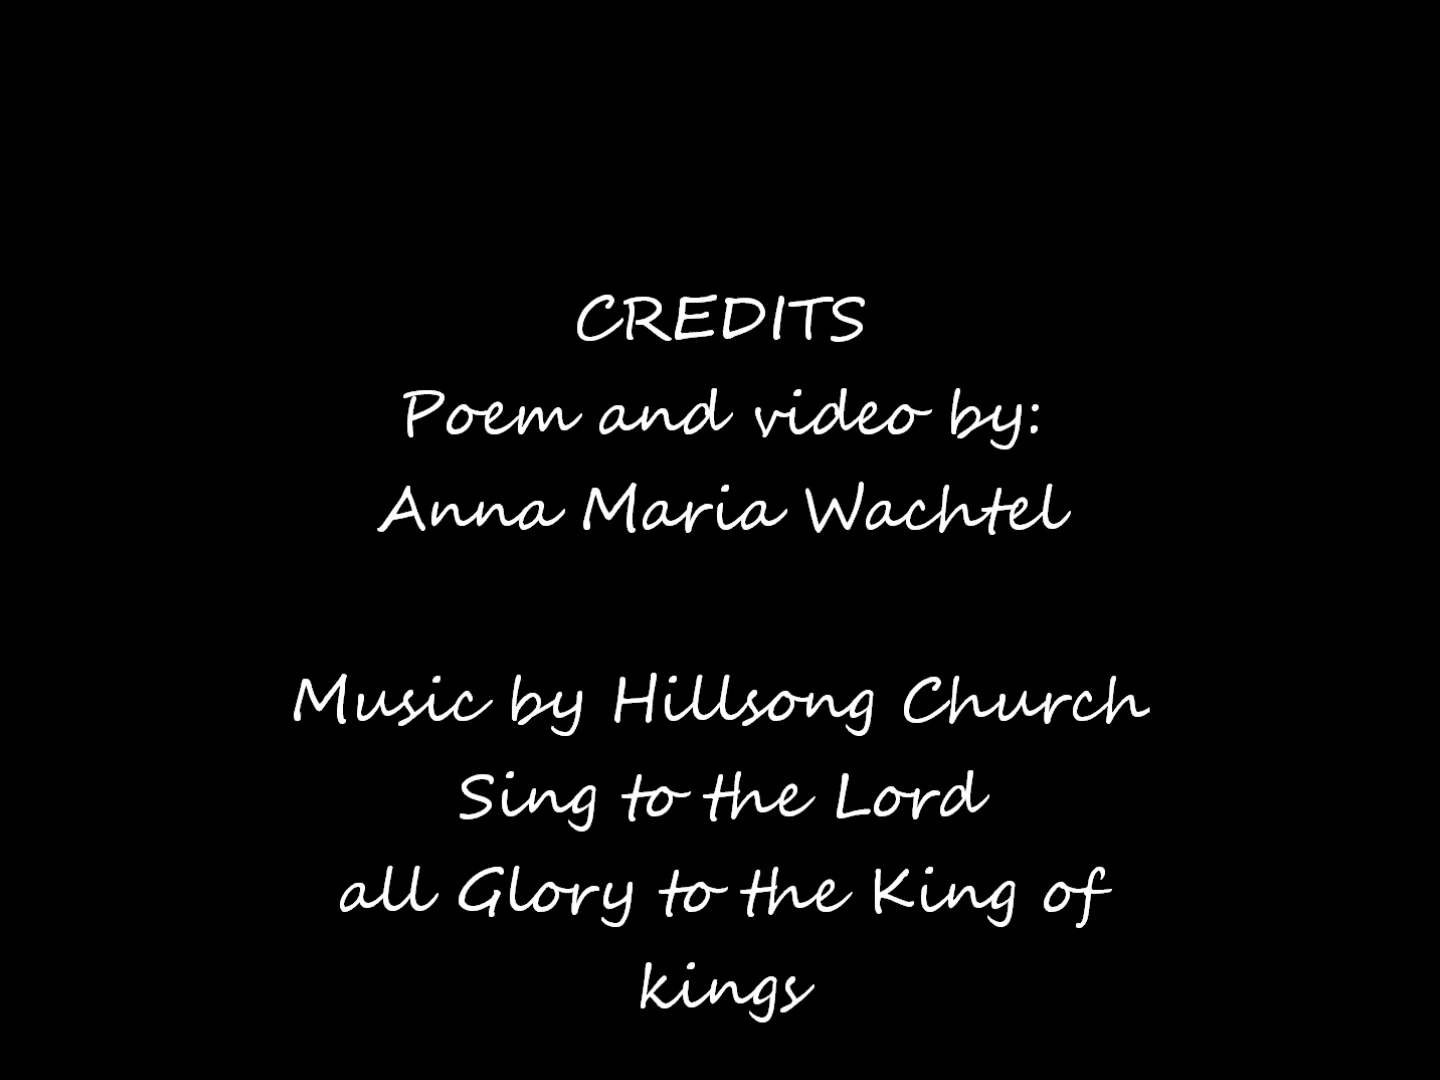 CREDITS
Poem and video by:
Anna Maria Wachtel
Music by Hillsong Church
Sing to the Lord
all Glory to the King of
kings